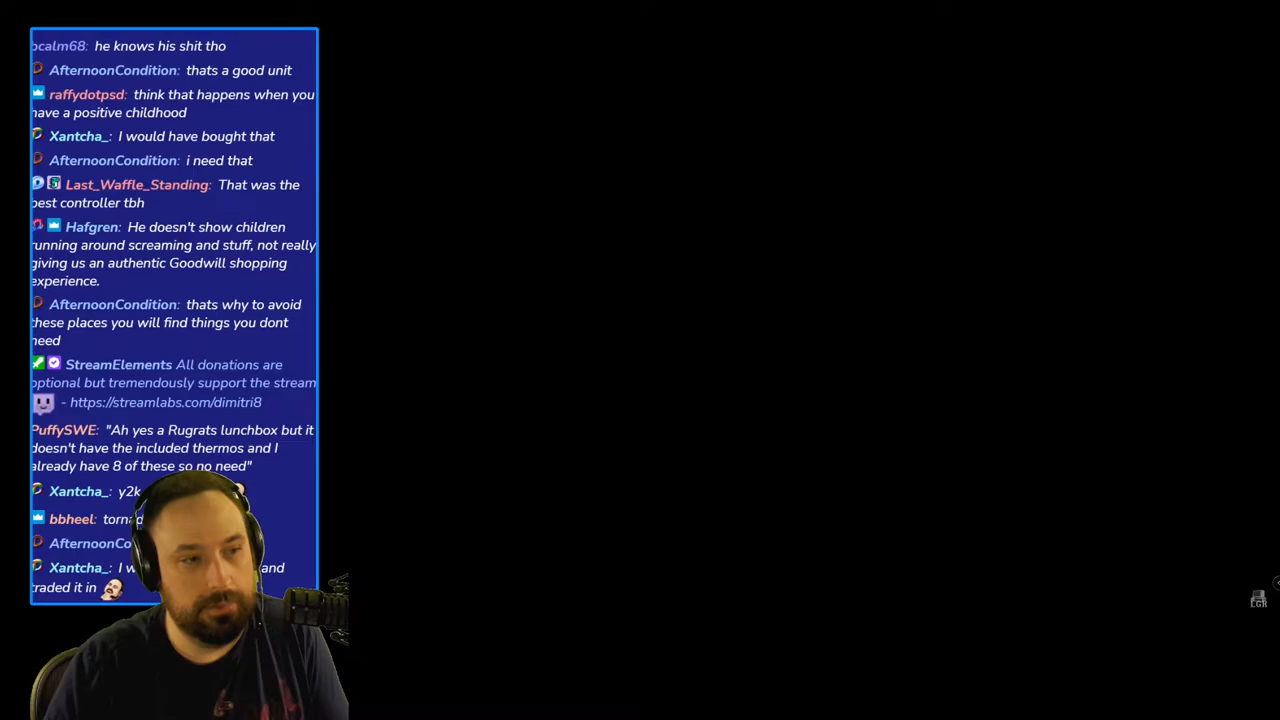 ocalm68: he knows his shit tho
AfternoonCondition: thats a good unit
raffydotpsd: think that happens when you
have a positive childhood
Xantcha_: I would have bought that
AfternoonCondition: i need that
Last_Waffle_Standing: That was the
best controller tbh
Hafgren: He doesn't show children
running around screaming and stuff, not really
giving us an authentic Goodwill shopping
experience.
AfternoonCondition: thats why to avoid
these places you will find things you dont
need
StreamElements All donations are
optional but tremendously support the stream
- https://streamlabs.com/dimitri8
PuffySWE: "Ah yes a Rugrats lunchbox but it
doesn't have the included thermos and I
already have 8 of these so no need"
Xantcha_: y2k
bbheel:
Xantcha_: I and
traded it in
LGR